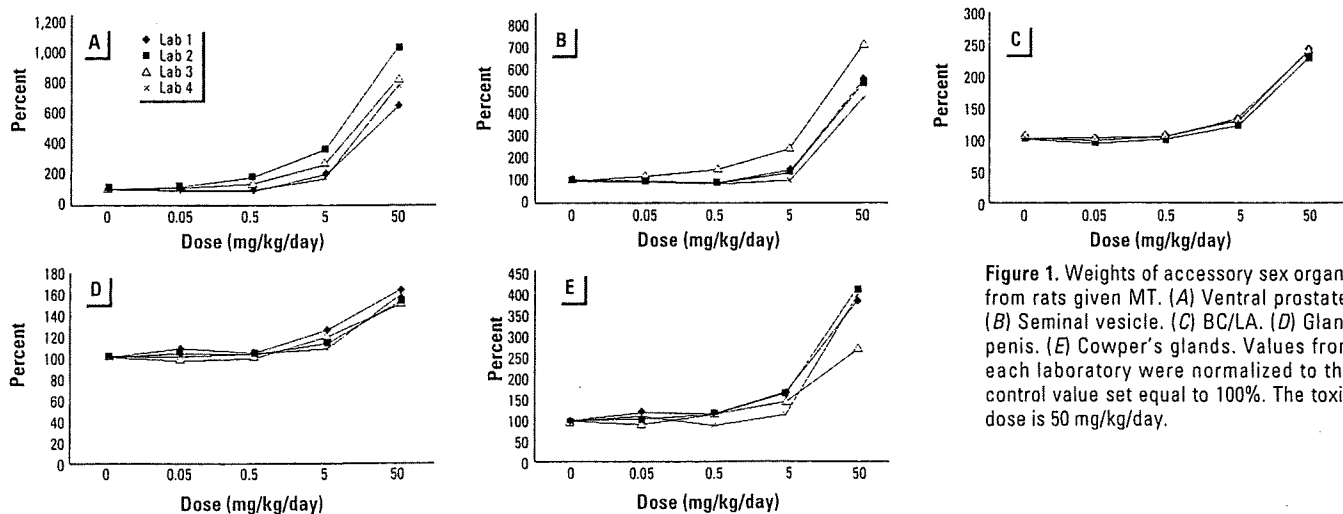 A
Lab 1
Lab 2
Lab 3
Lab 4
Percent
1,200
1,000
800
600
400
200
0
0 0.05 0.5 5 50
Dose (mg/kg/day)
B
Percent
800
700
600
500
400
300
200
100
0
0 0.05 0.5 5 50
Dose (mg/kg/day)
C
Percent
300
250
200
150
100
50
0
0 0.05 0.5 5 50
Dose (mg/kg/day)
D
Percent
180
160
140
120
100
80
60
40
20
0
0 0.05 0.5 5 50
Dose (mg/kg/day)
E
Percent
450
400
350
300
250
200
150
100
50
0
0 0.05 0.5 5 50
Dose (mg/kg/day)
Figure 1. Weights of accessory sex organ
from rats given MT. (A) Ventral prostate
(B) Seminal vesicle. (C) BC/LA. (D) Glan
penis. (E) Cowper's glands. Values from
each laboratory were normalized to th
control value set equal to 100%. The toxi
dose is 50 mg/kg/day.